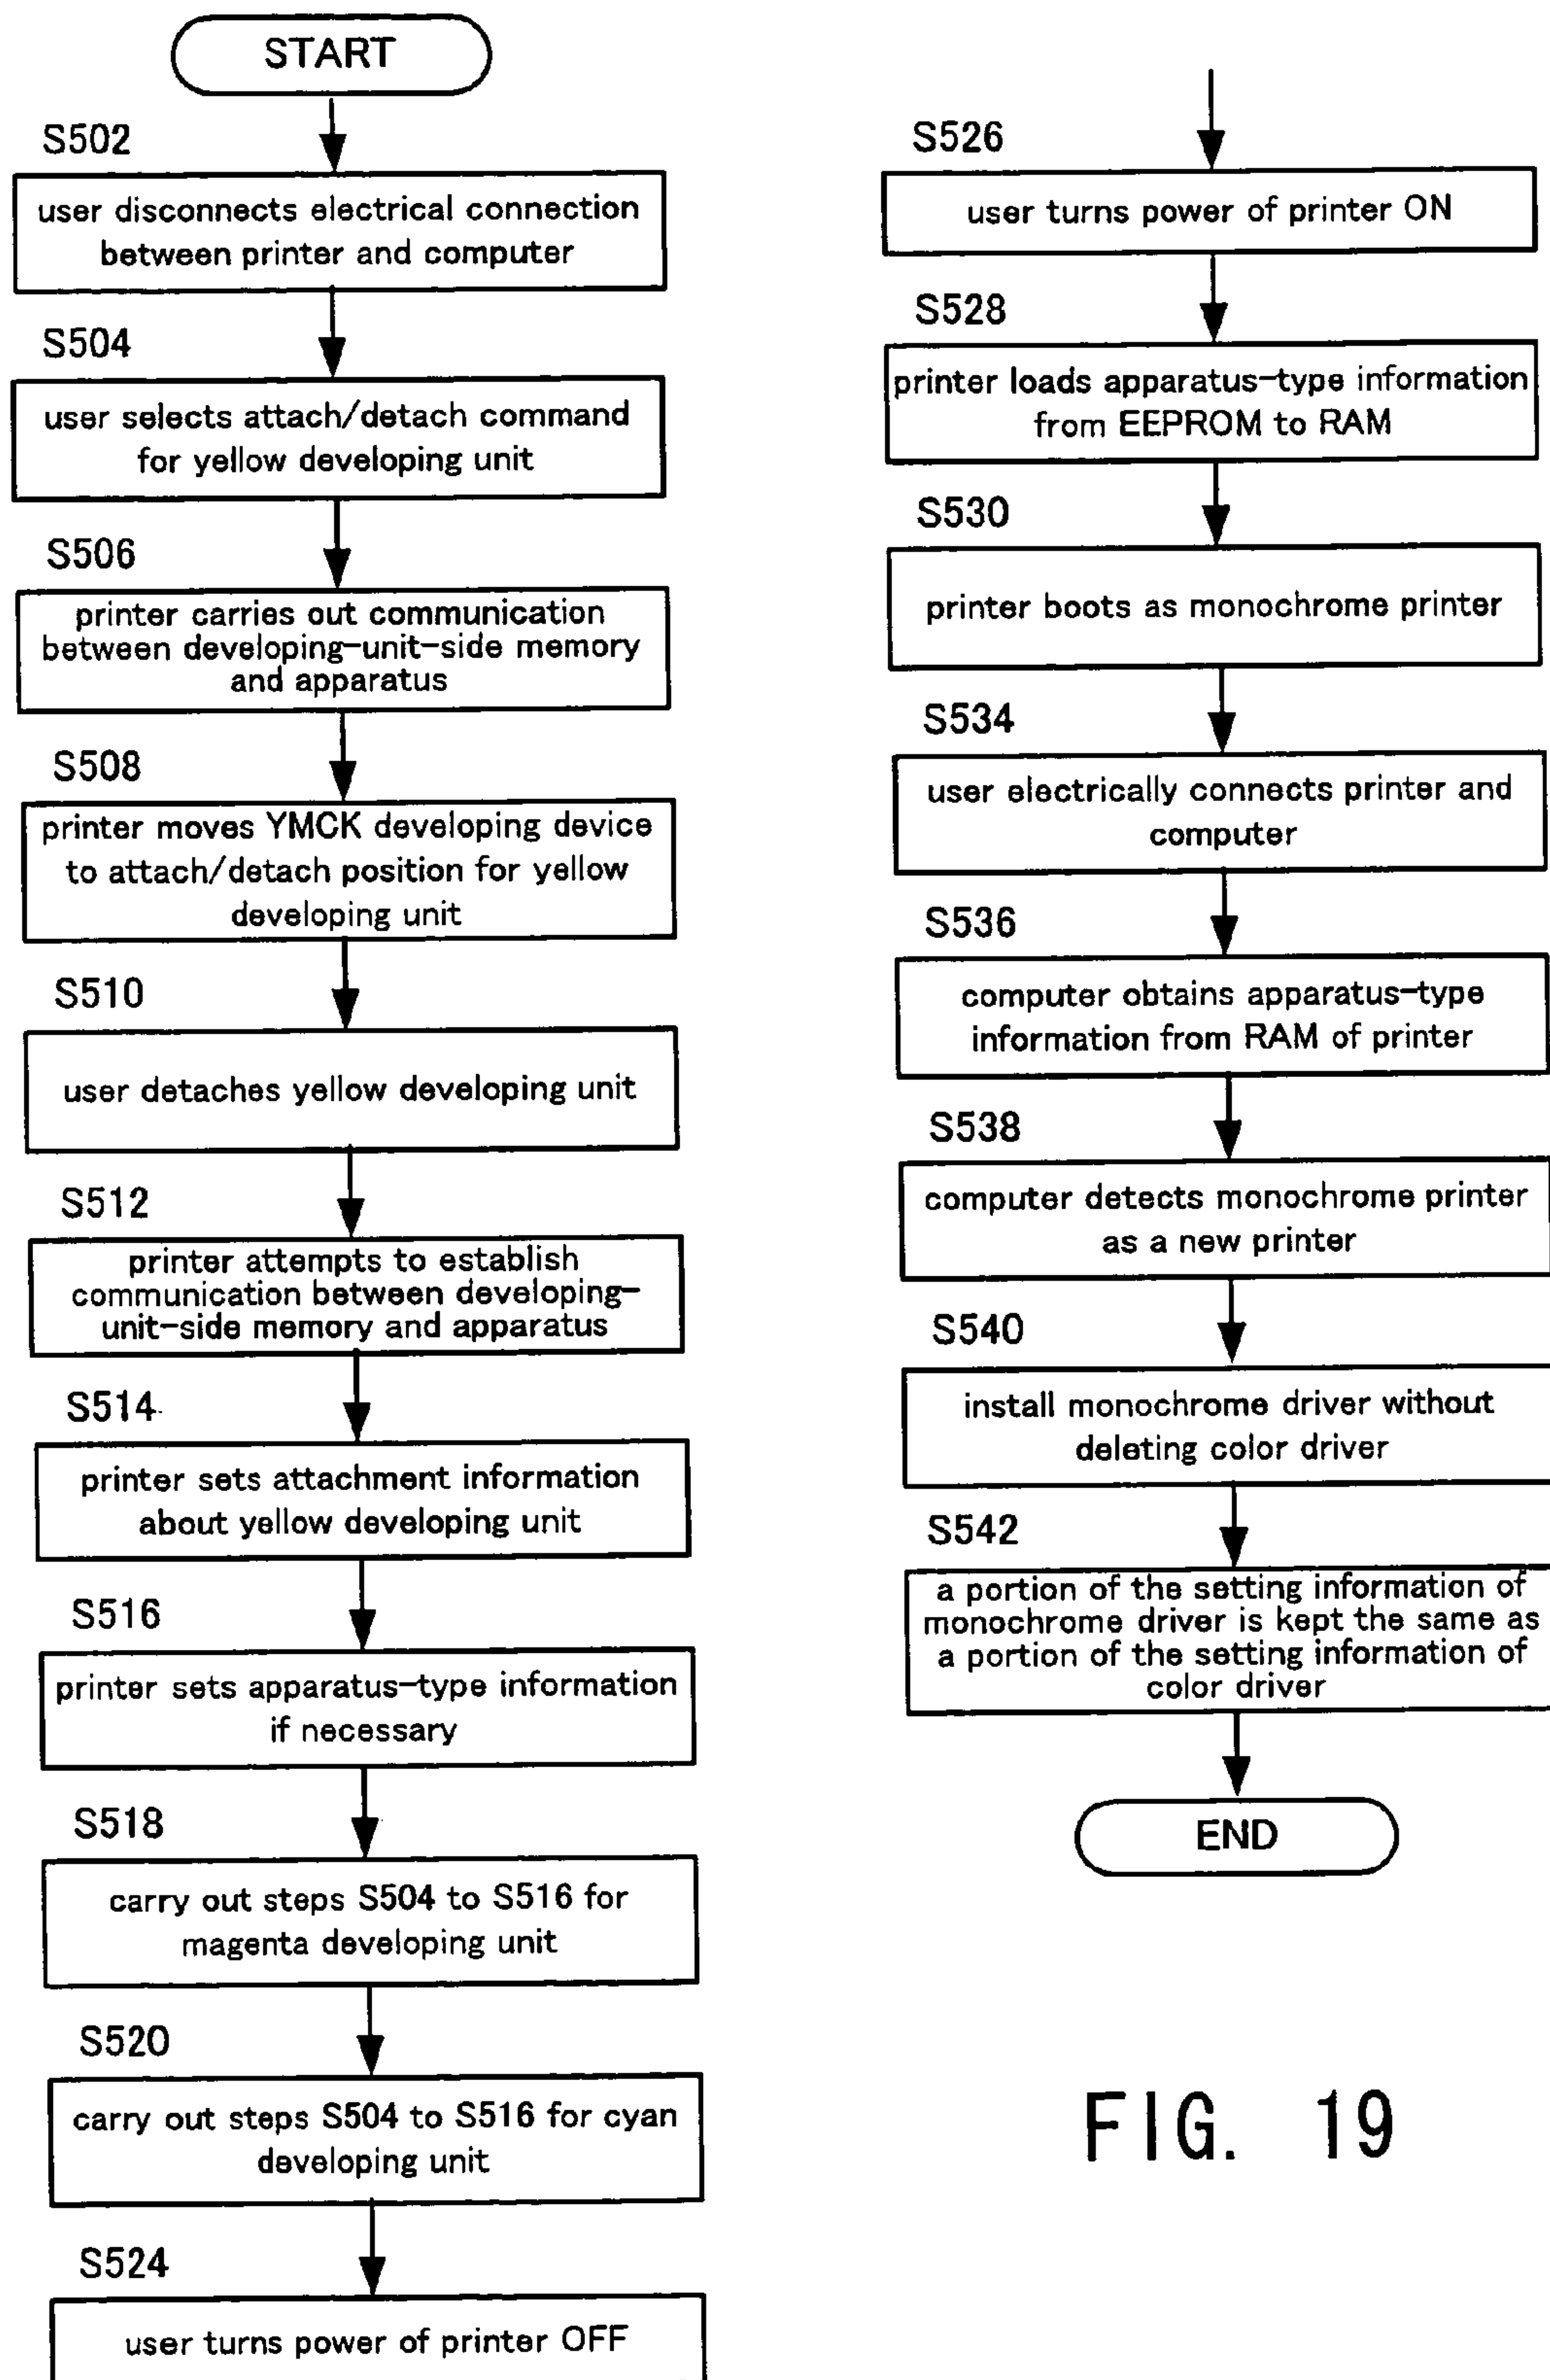 START
S502
user disconnects electrical connection
between printer and computer
S504
user selects attach/detach command
for yellow developing unit
S506
printer carries out communication
between developing-unit-side memory
and apparatus
S508
printer moves YMCK developing device
to attach/detach position for yellow
developing unit
S510
user detaches yellow developing unit
S512
printer attempts to establish
communication between developing-
unit-side memory and apparatus
S514
printer sets attachment information
about yellow developing unit
S516
printer sets apparatus-type information
if necessary
S518
carry out steps S504 to S516 for
magenta developing unit
S520
carry out steps S504 to S516 for cyan
developing unit
S524
user turns power of printer OFF
S526
user turns power of printer ON
S528
printer loads apparatus-type information
from EEPROM to RAM
S530
printer boots as monochrome printer
S534
user electrically connects printer and
computer
S536
computer obtains apparatus-type
information from RAM of printer
S538
computer detects monochrome printer
as a new printer
S540
install monochrome driver without
deleting color driver
S542
a portion of the setting information of
monochrome driver is kept the same as
a portion of the setting information of
color driver
END
FIG. 19